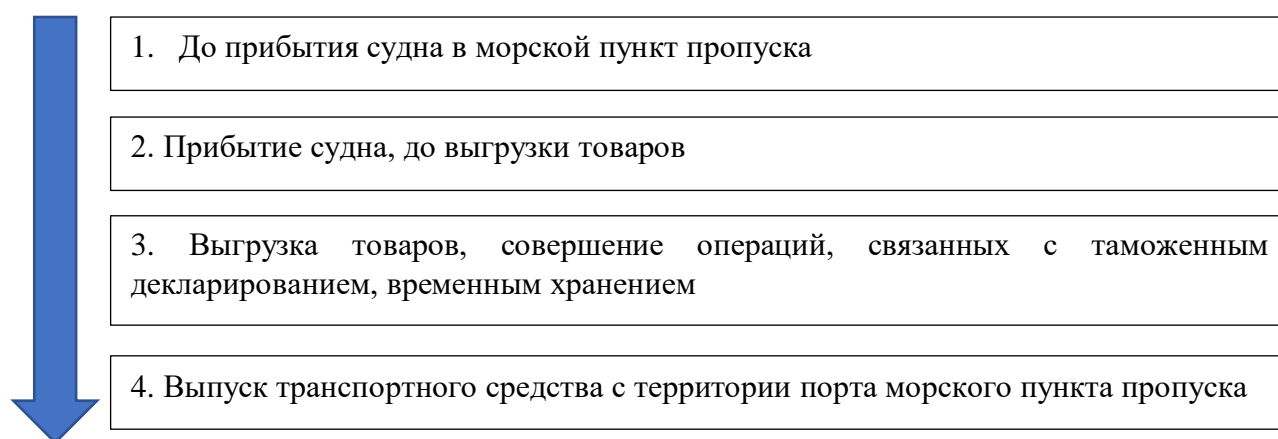 1. До прибытия судна в морской пункт пропуска
2. Прибытие судна, до выгрузки товаров
3. Выгрузка товаров, совершение операций, связанных с таможенным
декларированием, временным хранением
4. Выпуск транспортного средства с территории порта морского пункта пропуска